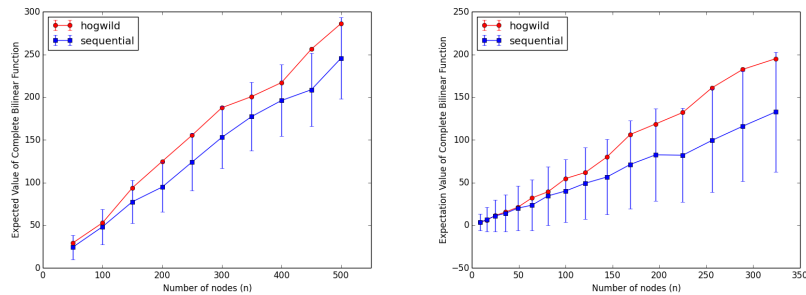 300
250
200
150
100
50
0
Expected Value of Complete Bilinear Function
hogwild
sequential
0 100 200 300 400 500
Number of nodes (n)
250
200
150
100
50
0
−50
Expectation Value of Complete Bilinear Function
hogwild
sequential
0 50 100 150 200 250 300 350
Number of nodes (n)